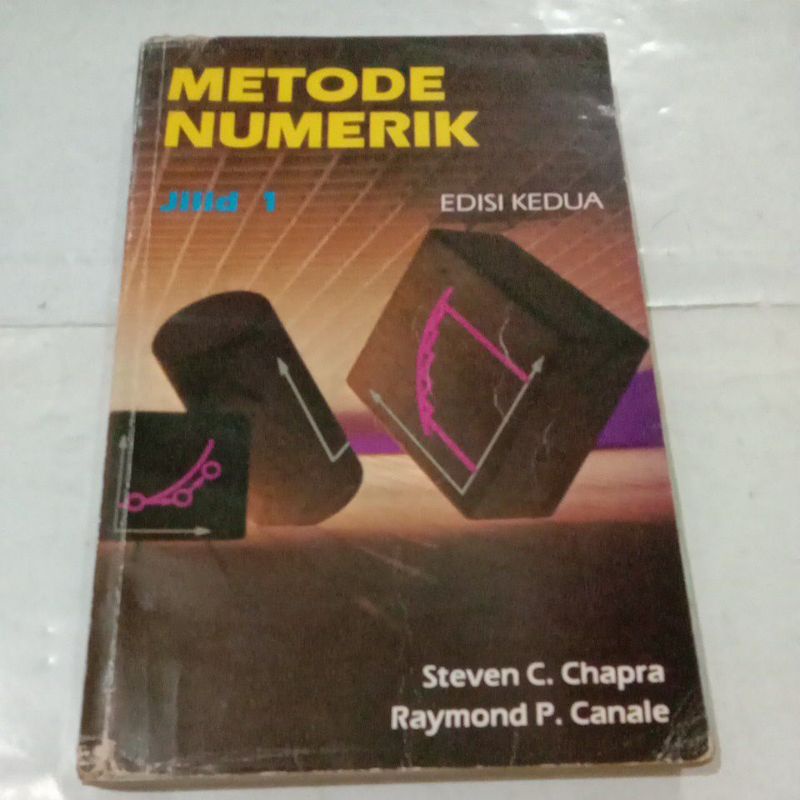 METODE
NUMERIK
Jilid 1
EDISI KEDUA
Steven C. Chapra
Raymond P. Canale